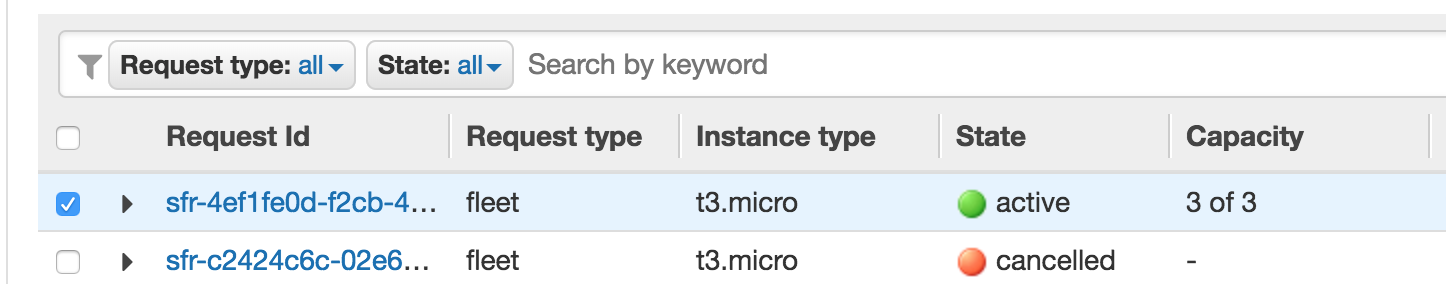 Request type: all State: all Search by keyword
Request Id Request type Instance type State Capacity
sfr-4ef1fe0d-f2cb-4... fleet t3.micro active 3 of 3
sfr-c2424c6c-02e6... fleet t3.micro cancelled -